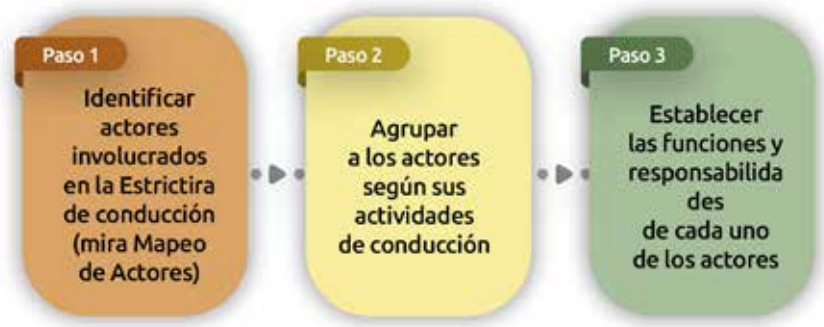 Paso 1
Identificar
actores
involucrados
en la Estrictira
de conducción
(mira Mapeo
de Actores)
Paso 2
Agrupar
a los actores
según sus
actividades
de conducción
Paso 3
Establecer
las funciones y
responsabilida
des
de cada uno
de los actores